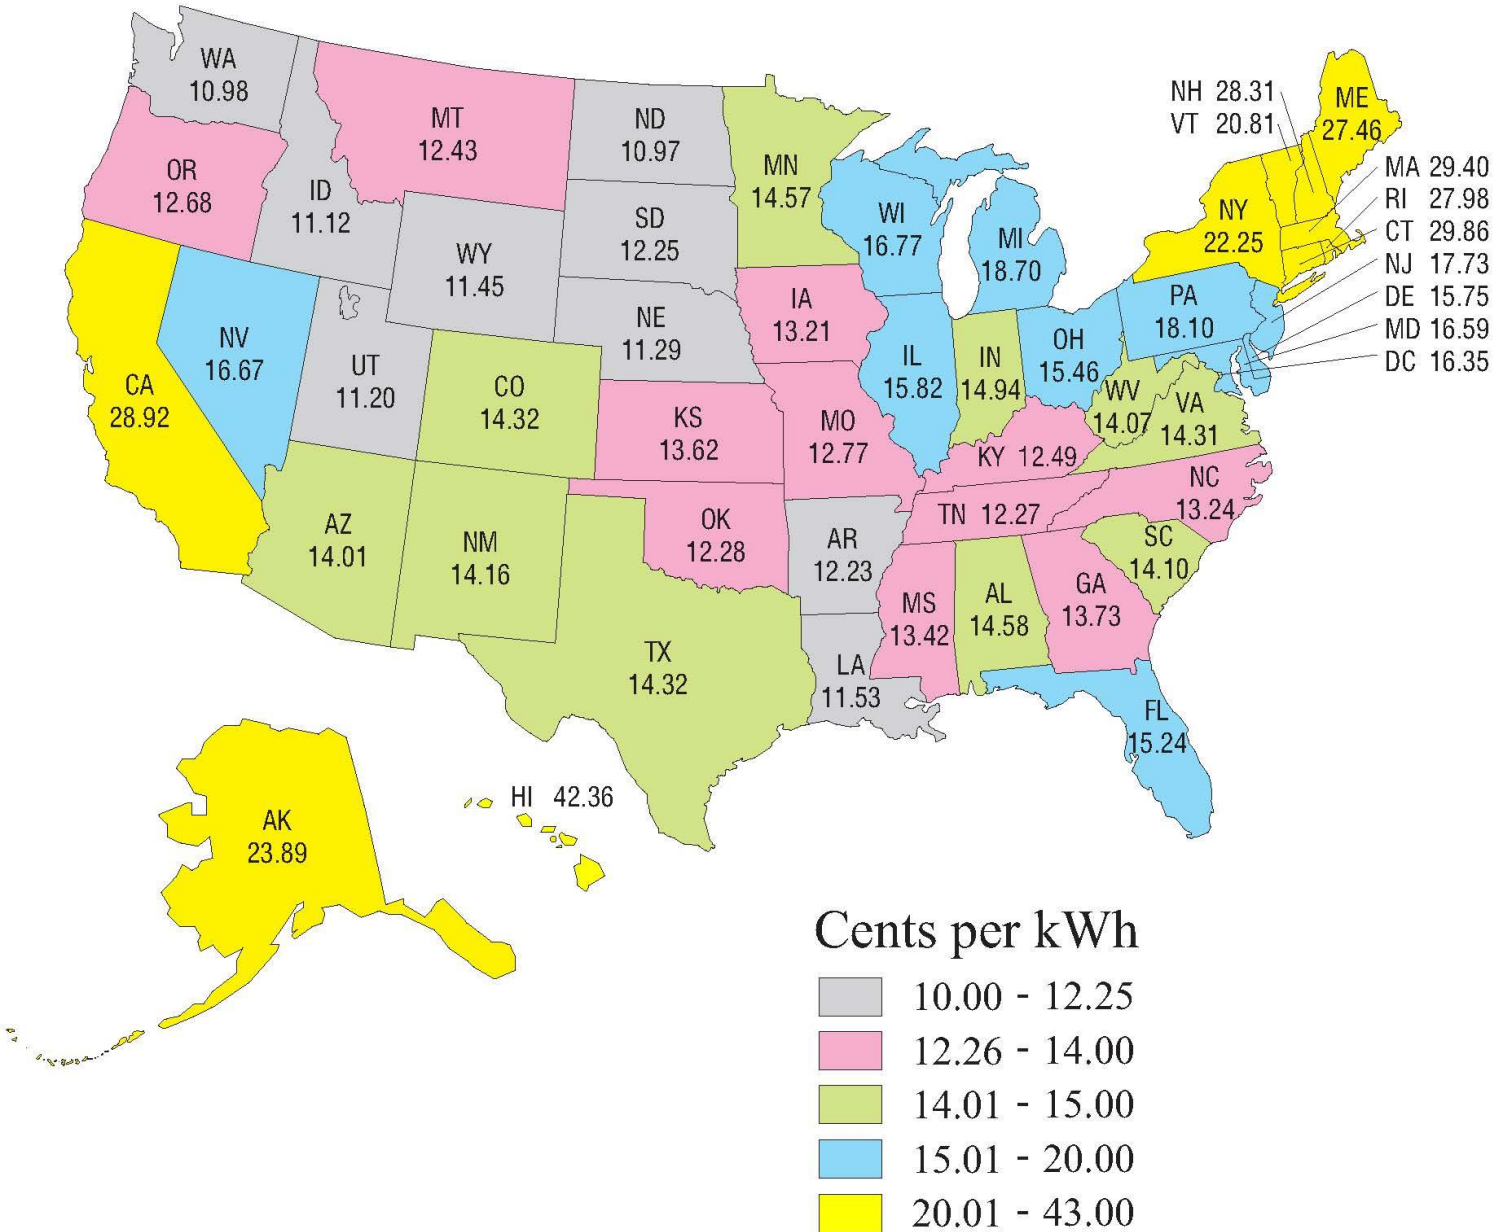 WA
10.98
MT
12.43
ND
10.97
MN
14.57
OR
12.68
ID
11.12
SD
12.25
WY
11.45
WI
16.77
MI
18.70
NY
22.25
NH 28.31
VT 20.81
ME
27.46
MA 29.40
RI 27.98
CT 29.86
NJ 17.73
DE 15.75
MD 16.59
DC 16.35
IA
13.21
NE
11.29
PA
18.10
NV
16.67
UT
11.20
CA
28.92
CO
14.32
KS
13.62
MO
12.77
IL
15.82
IN
14.94
OH
15.46
WV
14.07
VA
14.31
KY 12.49
NC
13.24
TN 12.27
AZ
14.01
NM
14.16
OK
12.28
AR
12.23
SC
14.10
MS
13.42
AL
14.58
GA
13.73
TX
14.32
LA
11.53
FL
15.24
AK
23.89
HI 42.36
Cents per kWh
10.00 - 12.25
12.26 - 14.00
14.01 - 15.00
15.01 - 20.00
20.01 - 43.00